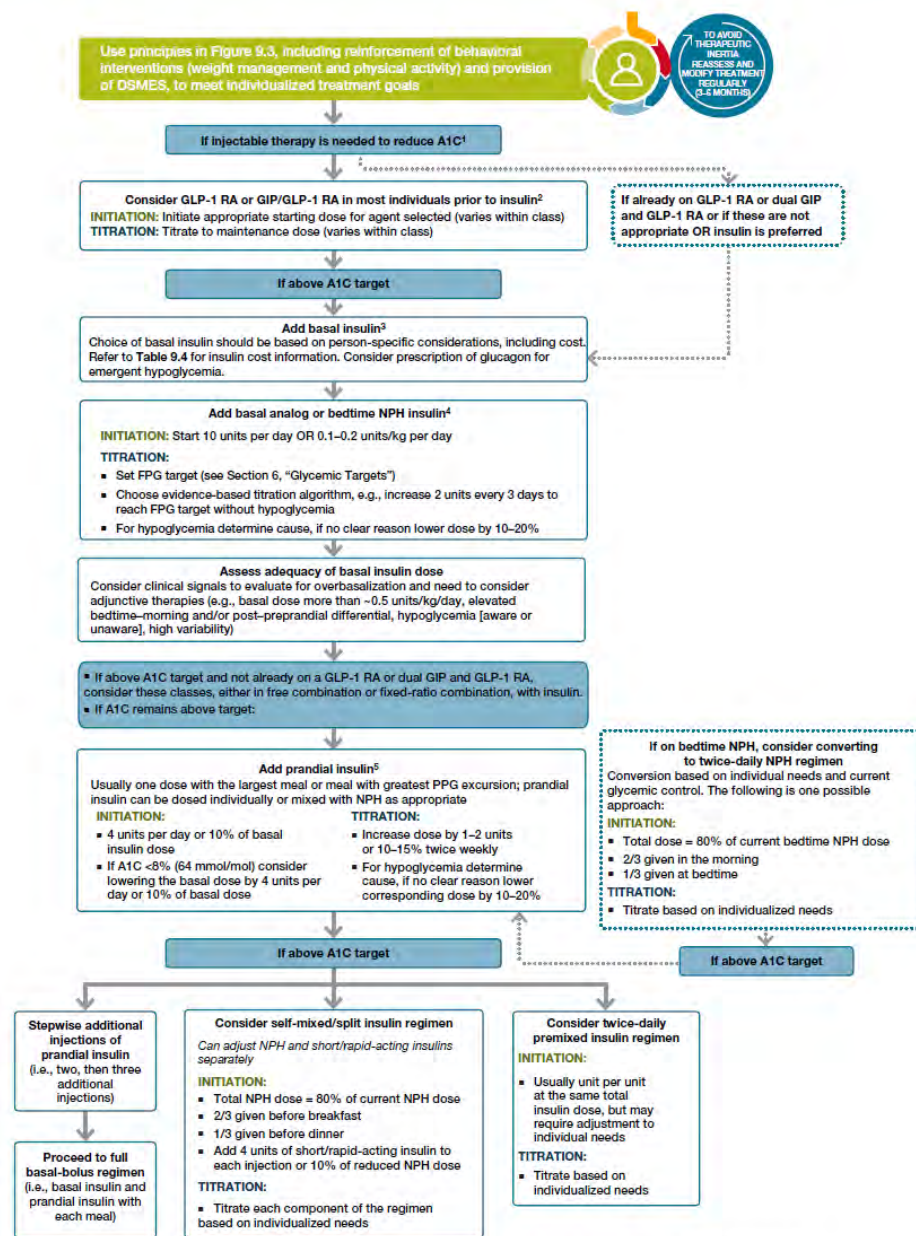 Use principles in Figure 9.3, including reinforcement of behavioral
interventions (weight management and physical activity) and provision
of DSMES, to meet individualized treatment goals
TO AVOID
THERAPEUTIC
INERTIA
REASSESS AND
MODIFY TREATMENT
REGULARLY
(3-6 MONTHS)
If injectable therapy is needed to reduce A1C¹
Consider GLP-1 RA or GIP/GLP-1 RA in most individuals prior to insulin²
INITIATION: Initiate appropriate starting dose for agent selected (varies within class)
TITRATION: Titrate to maintenance dose (varies within class)
If already on GLP-1 RA or dual GIP
and GLP-1 RA or if these are not
appropriate OR insulin is preferred
If above A1C target
Add basal insulin³
Choice of basal insulin should be based on person-specific considerations, including cost.
Refer to Table 9.4 for insulin cost information. Consider prescription of glucagon for
emergent hypoglycemia.
Add basal analog or bedtime NPH insulin⁴
INITIATION: Start 10 units per day OR 0.1–0.2 units/kg per day
TITRATION:
▪ Set FPG target (see Section 6, “Glycemic Targets”)
▪ Choose evidence-based titration algorithm, e.g., increase 2 units every 3 days to
reach FPG target without hypoglycemia
▪ For hypoglycemia determine cause, if no clear reason lower dose by 10–20%
Assess adequacy of basal insulin dose
Consider clinical signals to evaluate for overbasalization and need to consider
adjunctive therapies (e.g., basal dose more than ~0.5 units/kg/day, elevated
bedtime–morning and/or post–preprandial differential, hypoglycemia [aware or
unaware], high variability)
▪ If above A1C target and not already on a GLP-1 RA or dual GIP and GLP-1 RA,
consider these classes, either in free combination or fixed-ratio combination, with insulin.
▪ If A1C remains above target:
Add prandial insulin⁵
Usually one dose with the largest meal or meal with greatest PPG excursion; prandial
insulin can be dosed individually or mixed with NPH as appropriate
INITIATION:
▪ 4 units per day or 10% of basal
insulin dose
▪ If A1C <8% (64 mmol/mol) consider
lowering the basal dose by 4 units per
day or 10% of basal dose
TITRATION:
▪ Increase dose by 1–2 units
or 10–15% twice weekly
▪ For hypoglycemia determine
cause, if no clear reason lower
corresponding dose by 10–20%
If on bedtime NPH, consider converting
to twice-daily NPH regimen
Conversion based on individual needs and current
glycemic control. The following is one possible
approach:
INITIATION:
▪ Total dose = 80% of current bedtime NPH dose
▪ 2/3 given in the morning
▪ 1/3 given at bedtime
TITRATION:
▪ Titrate based on individualized needs
If above A1C target
If above A1C target
Stepwise additional
injections of
prandial insulin
(i.e., two, then three
additional
injections)
Proceed to full
basal-bolus regimen
(i.e., basal insulin and
prandial insulin with
each meal)
Consider self-mixed/split insulin regimen
Can adjust NPH and short/rapid-acting insulins
separately
INITIATION:
▪ Total NPH dose = 80% of current NPH dose
▪ 2/3 given before breakfast
▪ 1/3 given before dinner
▪ Add 4 units of short/rapid-acting insulin to
each injection or 10% of reduced NPH dose
TITRATION:
▪ Titrate each component of the regimen
based on individualized needs
Consider twice-daily
premixed insulin regimen
INITIATION:
▪ Usually unit per unit
at the same total
insulin dose, but may
require adjustment to
individual needs
TITRATION:
▪ Titrate based on
individualized needs